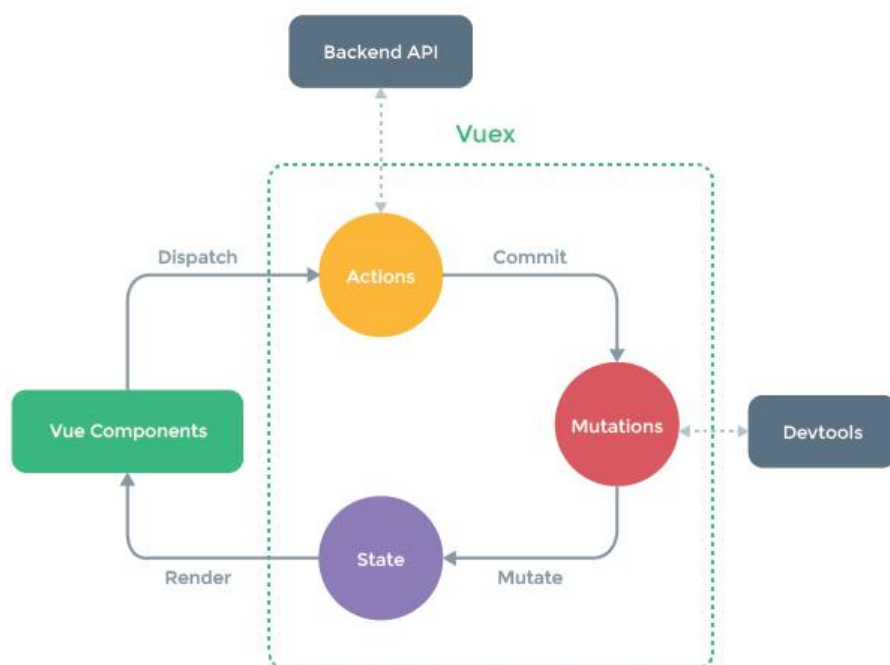 Backend API
Vuex
Dispatch
Actions
Commit
Vue Components
Mutations
Devtools
State
Render
Mutate